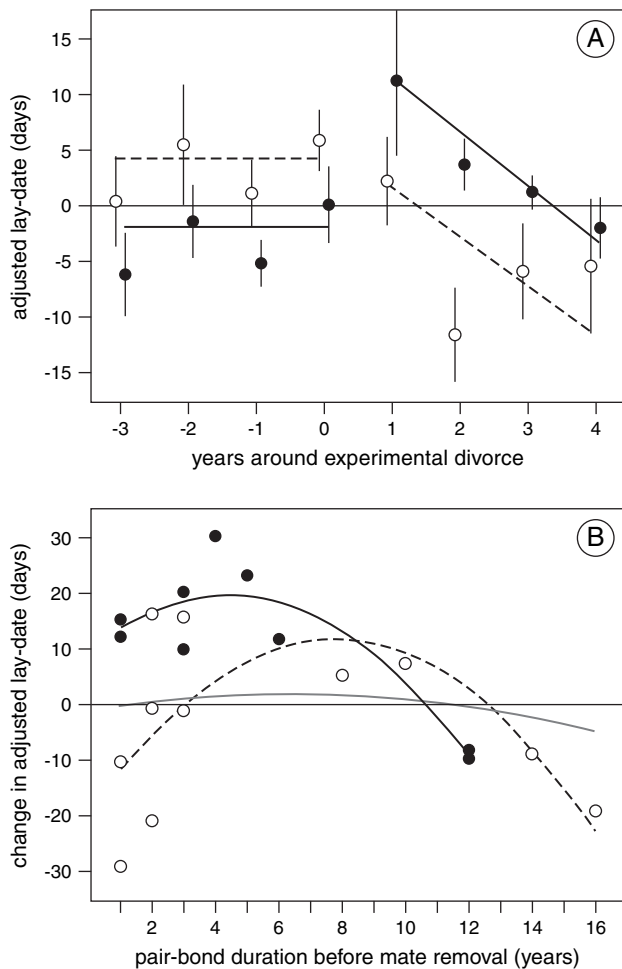 A
adjusted lay-date (days)
15
10
5
0
-5
-10
-15
-3 -2 -1 0 1 2 3 4
years around experimental divorce
B
change in adjusted lay-date (days)
30
20
10
0
-10
-20
-30
2 4 6 8 10 12 14 16
pair-bond duration before mate removal (years)